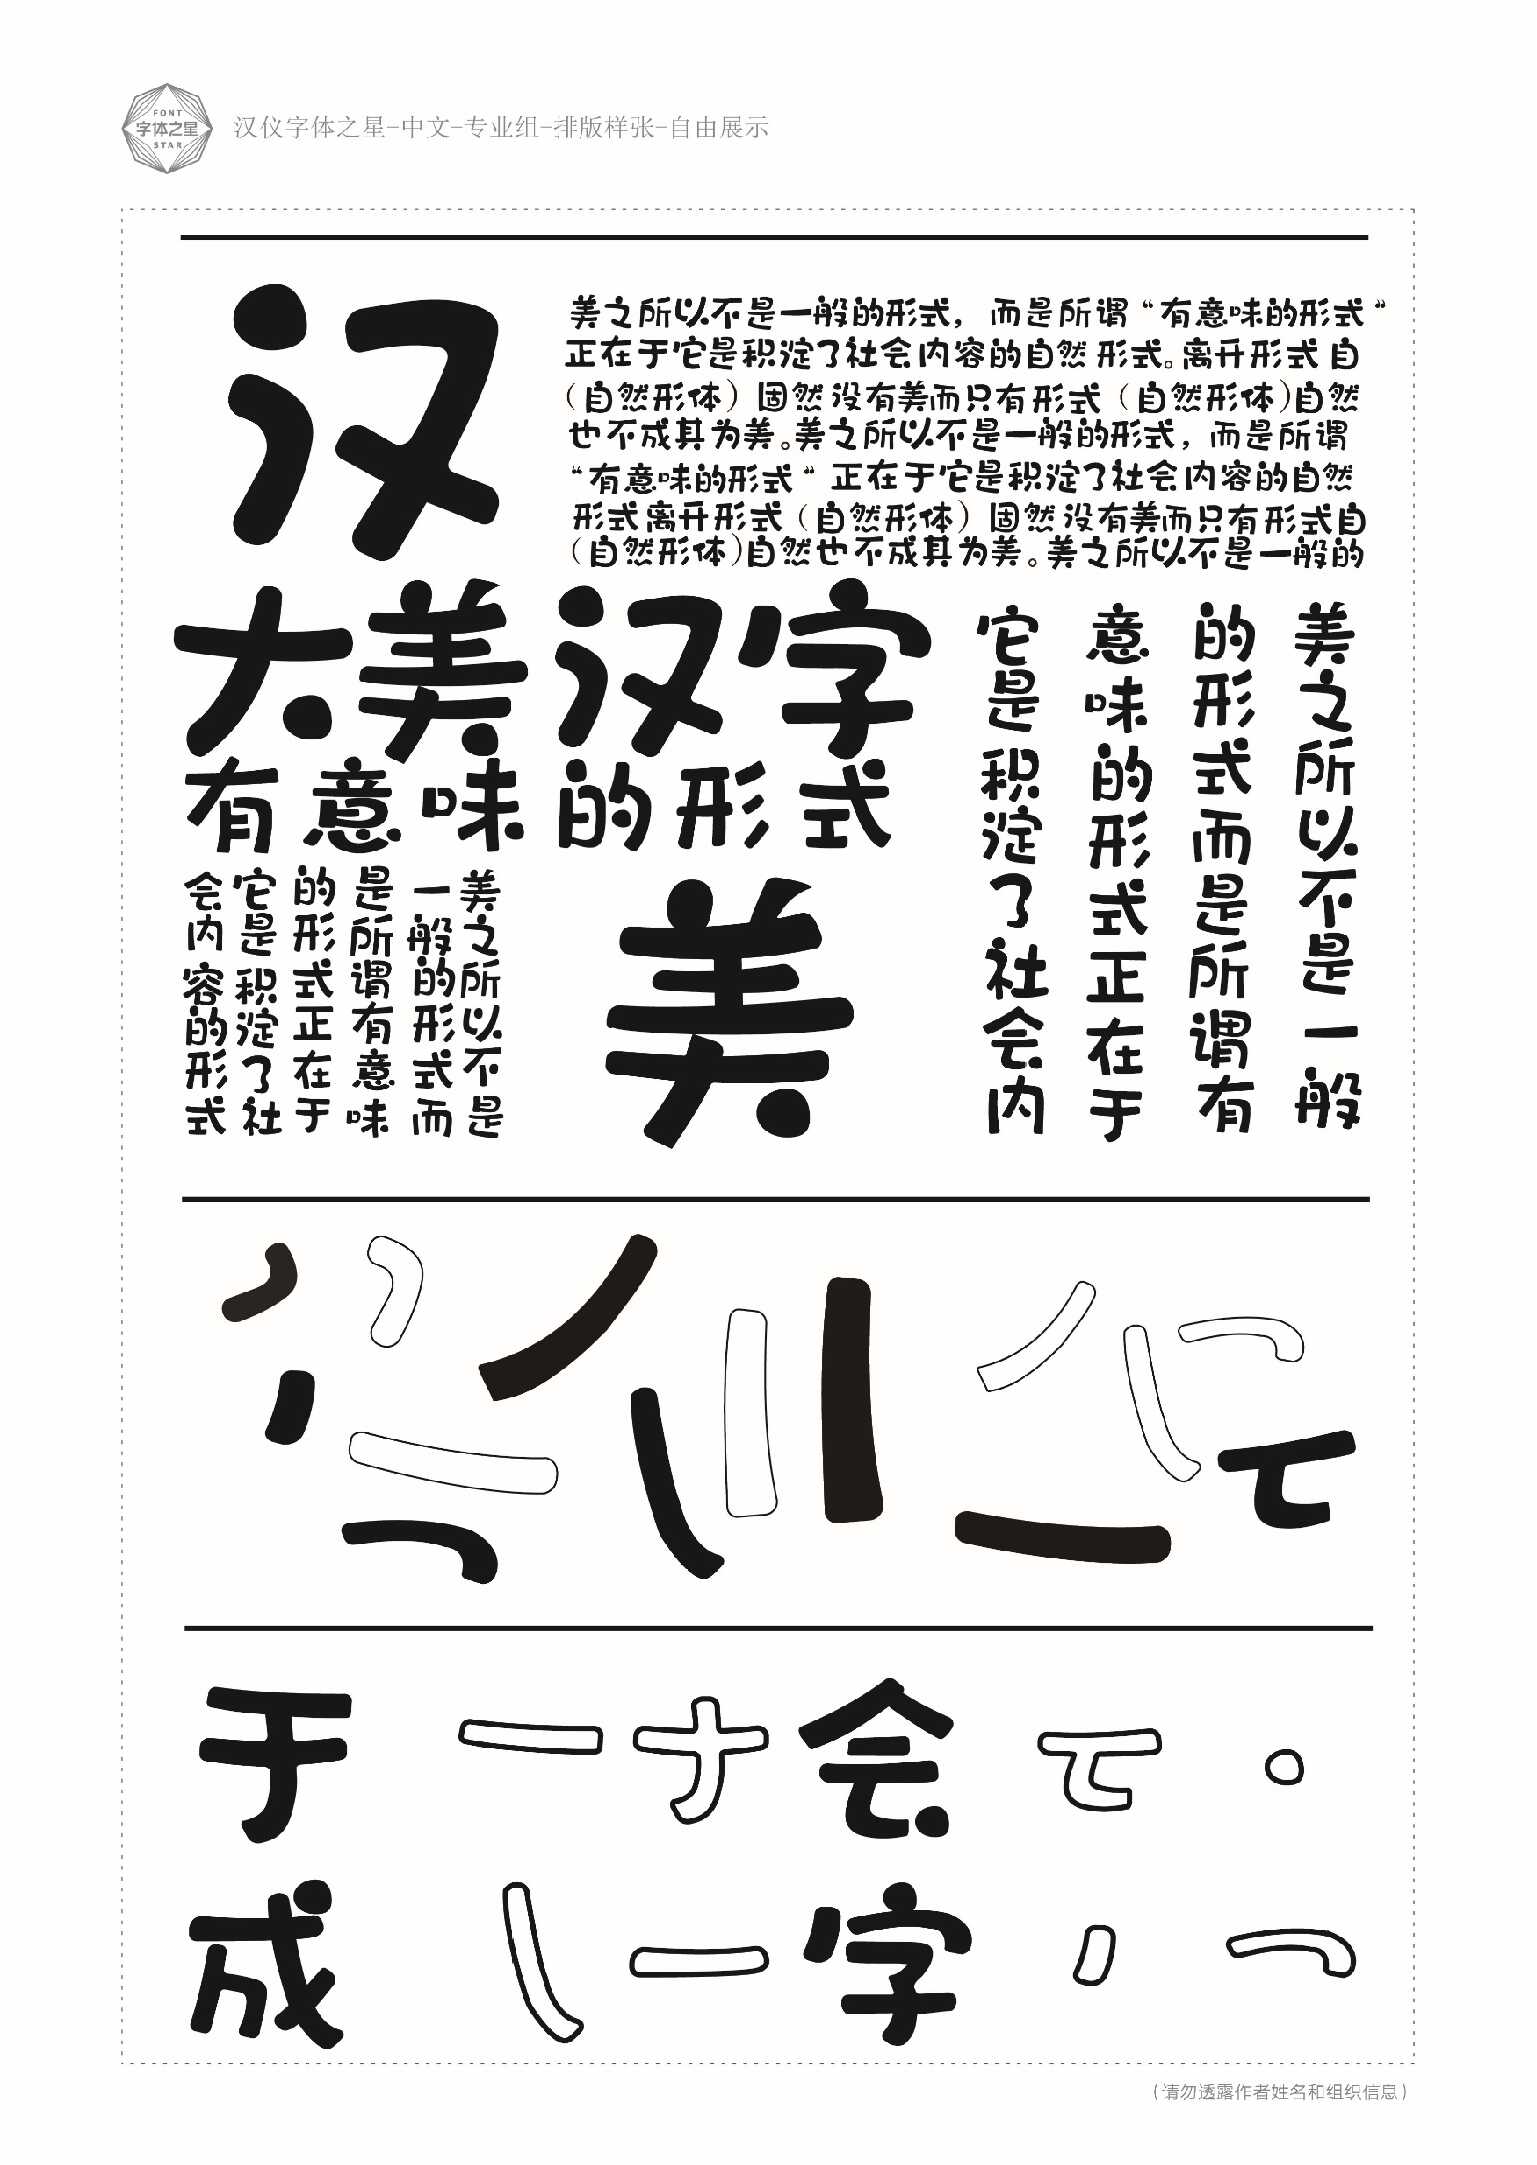 FONT
字体之星
STAR
汉仪字体之星-中文-专业组-排版样张-自由展示
汉
美之所以不是一般的形式，而是所谓“有意味的形式”
正在于它是积淀了社会内容的自然形式。离开形式自
（自然形体）固然没有美而只有形式（自然形体)自然
也不成其为美。美之所以不是一般的形式，而是所谓
“有意味的形式“正在于它是积淀了社会内容的自然
形式离开形式（自然形体）固然没有美而只有形式自
（自然形体)自然也不成其为美。美之所以不是一般的
大美汉字
有意味的形式
美之所以不是一般
的形式而是所谓有
意味的形式正在于
它是积淀了社会内
美之所以不是
一般的形式而
是所谓有意味
的形式正在于
它是积淀了社
会内容的形式
美
于
会
成
字
（请勿透露作者姓名和组织信息）